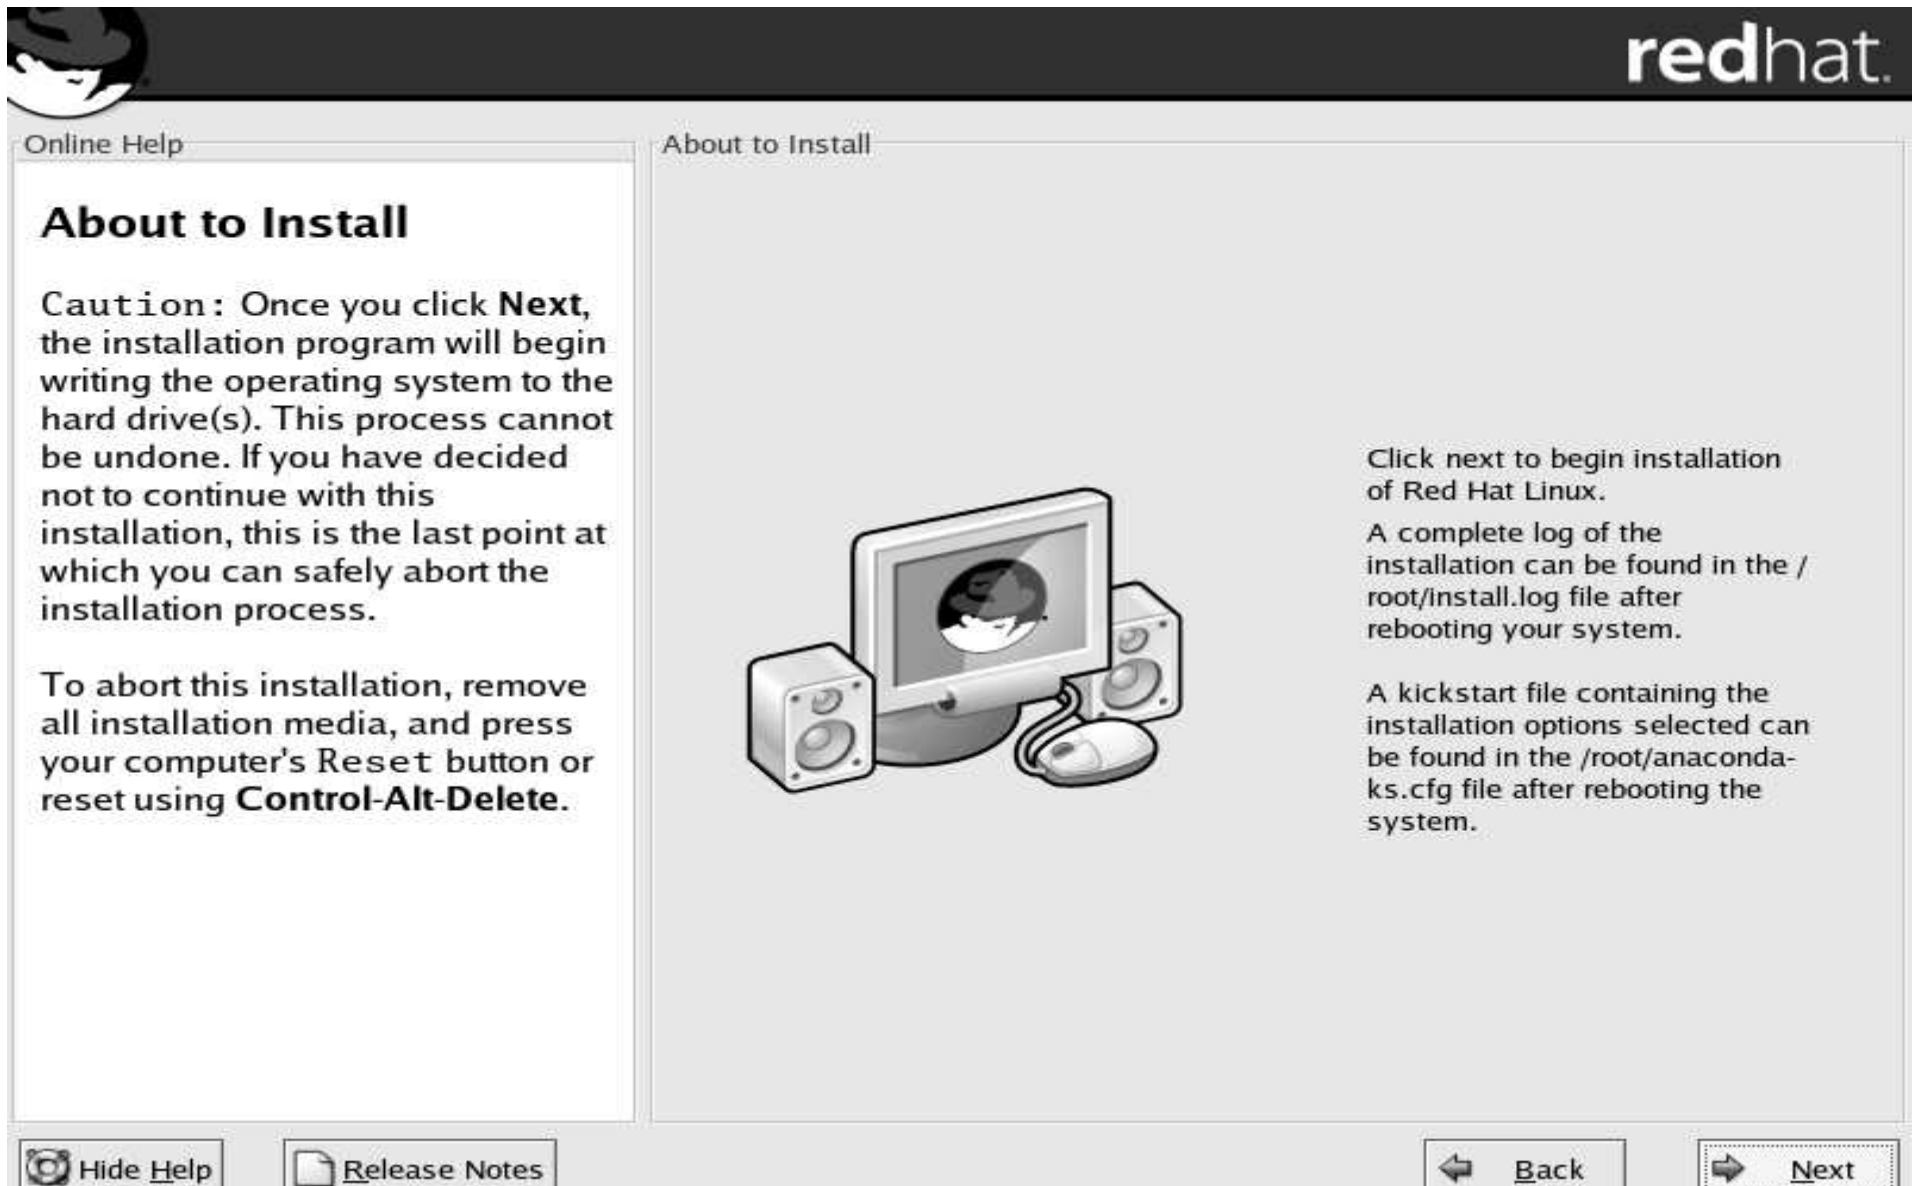 redhat.
Online Help
About to Install
Caution: Once you click Next,
the installation program will begin
writing the operating system to the
hard drive(s). This process cannot
be undone. If you have decided
not to continue with this
installation, this is the last point at
which you can safely abort the
installation process.
To abort this installation, remove
all installation media, and press
your computer's Reset button or
reset using Control-Alt-Delete.
About to Install
Click next to begin installation
of Red Hat Linux.
A complete log of the
installation can be found in the /
root/install.log file after
rebooting your system.
A kickstart file containing the
installation options selected can
be found in the /root/anaconda-
ks.cfg file after rebooting the
system.
Hide Help
Release Notes
Back
Next